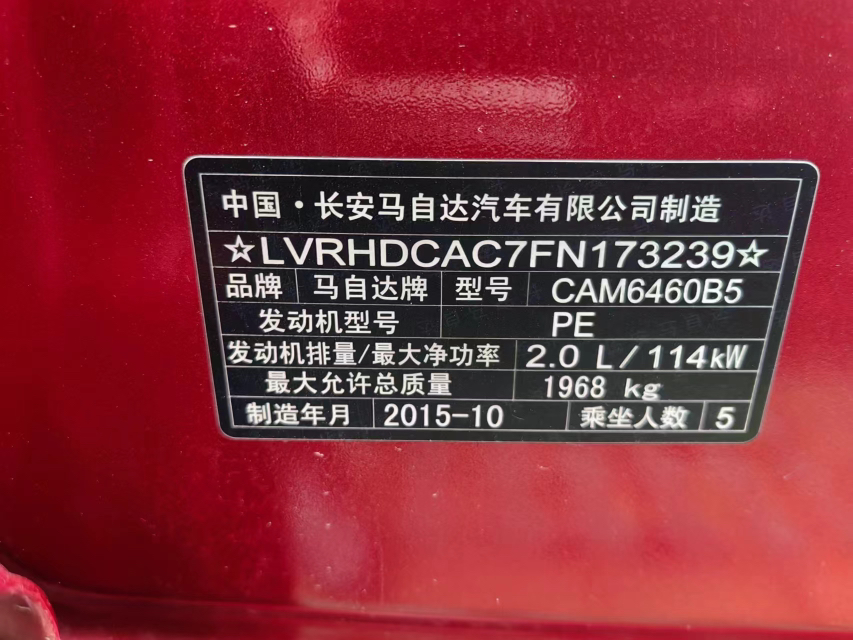 中国·长安马自达汽车有限公司制造
☆LVRHDCAC7FN173239☆
品牌 马自达牌 型号 CAM6460B5
发动机型号 PE
发动机排量/最大净功率 2.0 L/114kW
最大允许总质量 1968 kg
制造年月 2015-10 乘坐人数 5